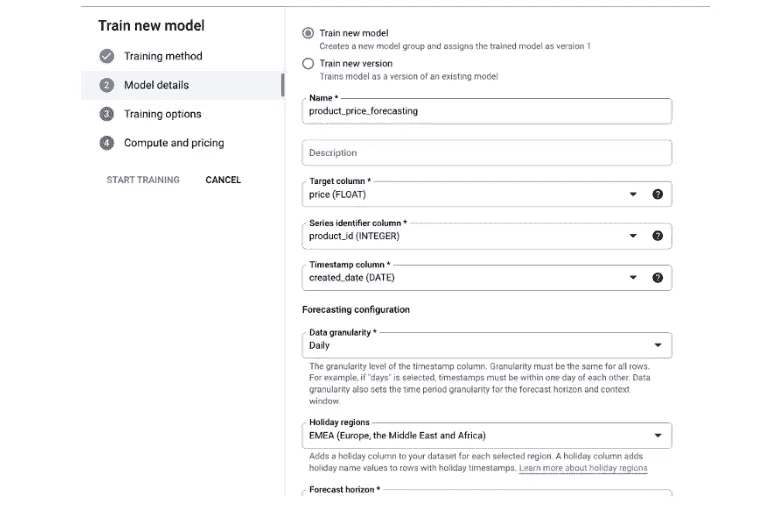 Train new model
Training method
2 Model details
3 Training options
4 Compute and pricing
START TRAINING CANCEL
Train new model
Creates a new model group and assigns the trained model as version 1
Train new version
Trains model as a version of an existing model
Name *
product_price_forecasting
Description
Target column *
price (FLOAT)
Series identifier column *
product_id (INTEGER)
Timestamp column *
created_date (DATE)
Forecasting configuration
Data granularity *
Daily
The granularity level of the timestamp column. Granularity must be the same for all rows.
For example, if "days" is selected, timestamps must be within one day of each other. Data
granularity also sets the time period granularity for the forecast horizon and context
window.
Holiday regions
EMEA (Europe, the Middle East and Africa)
Adds a holiday column to your dataset for each selected region. A holiday column adds
holiday name values to rows with holiday timestamps. Learn more about holiday regions
Forecast horizon *